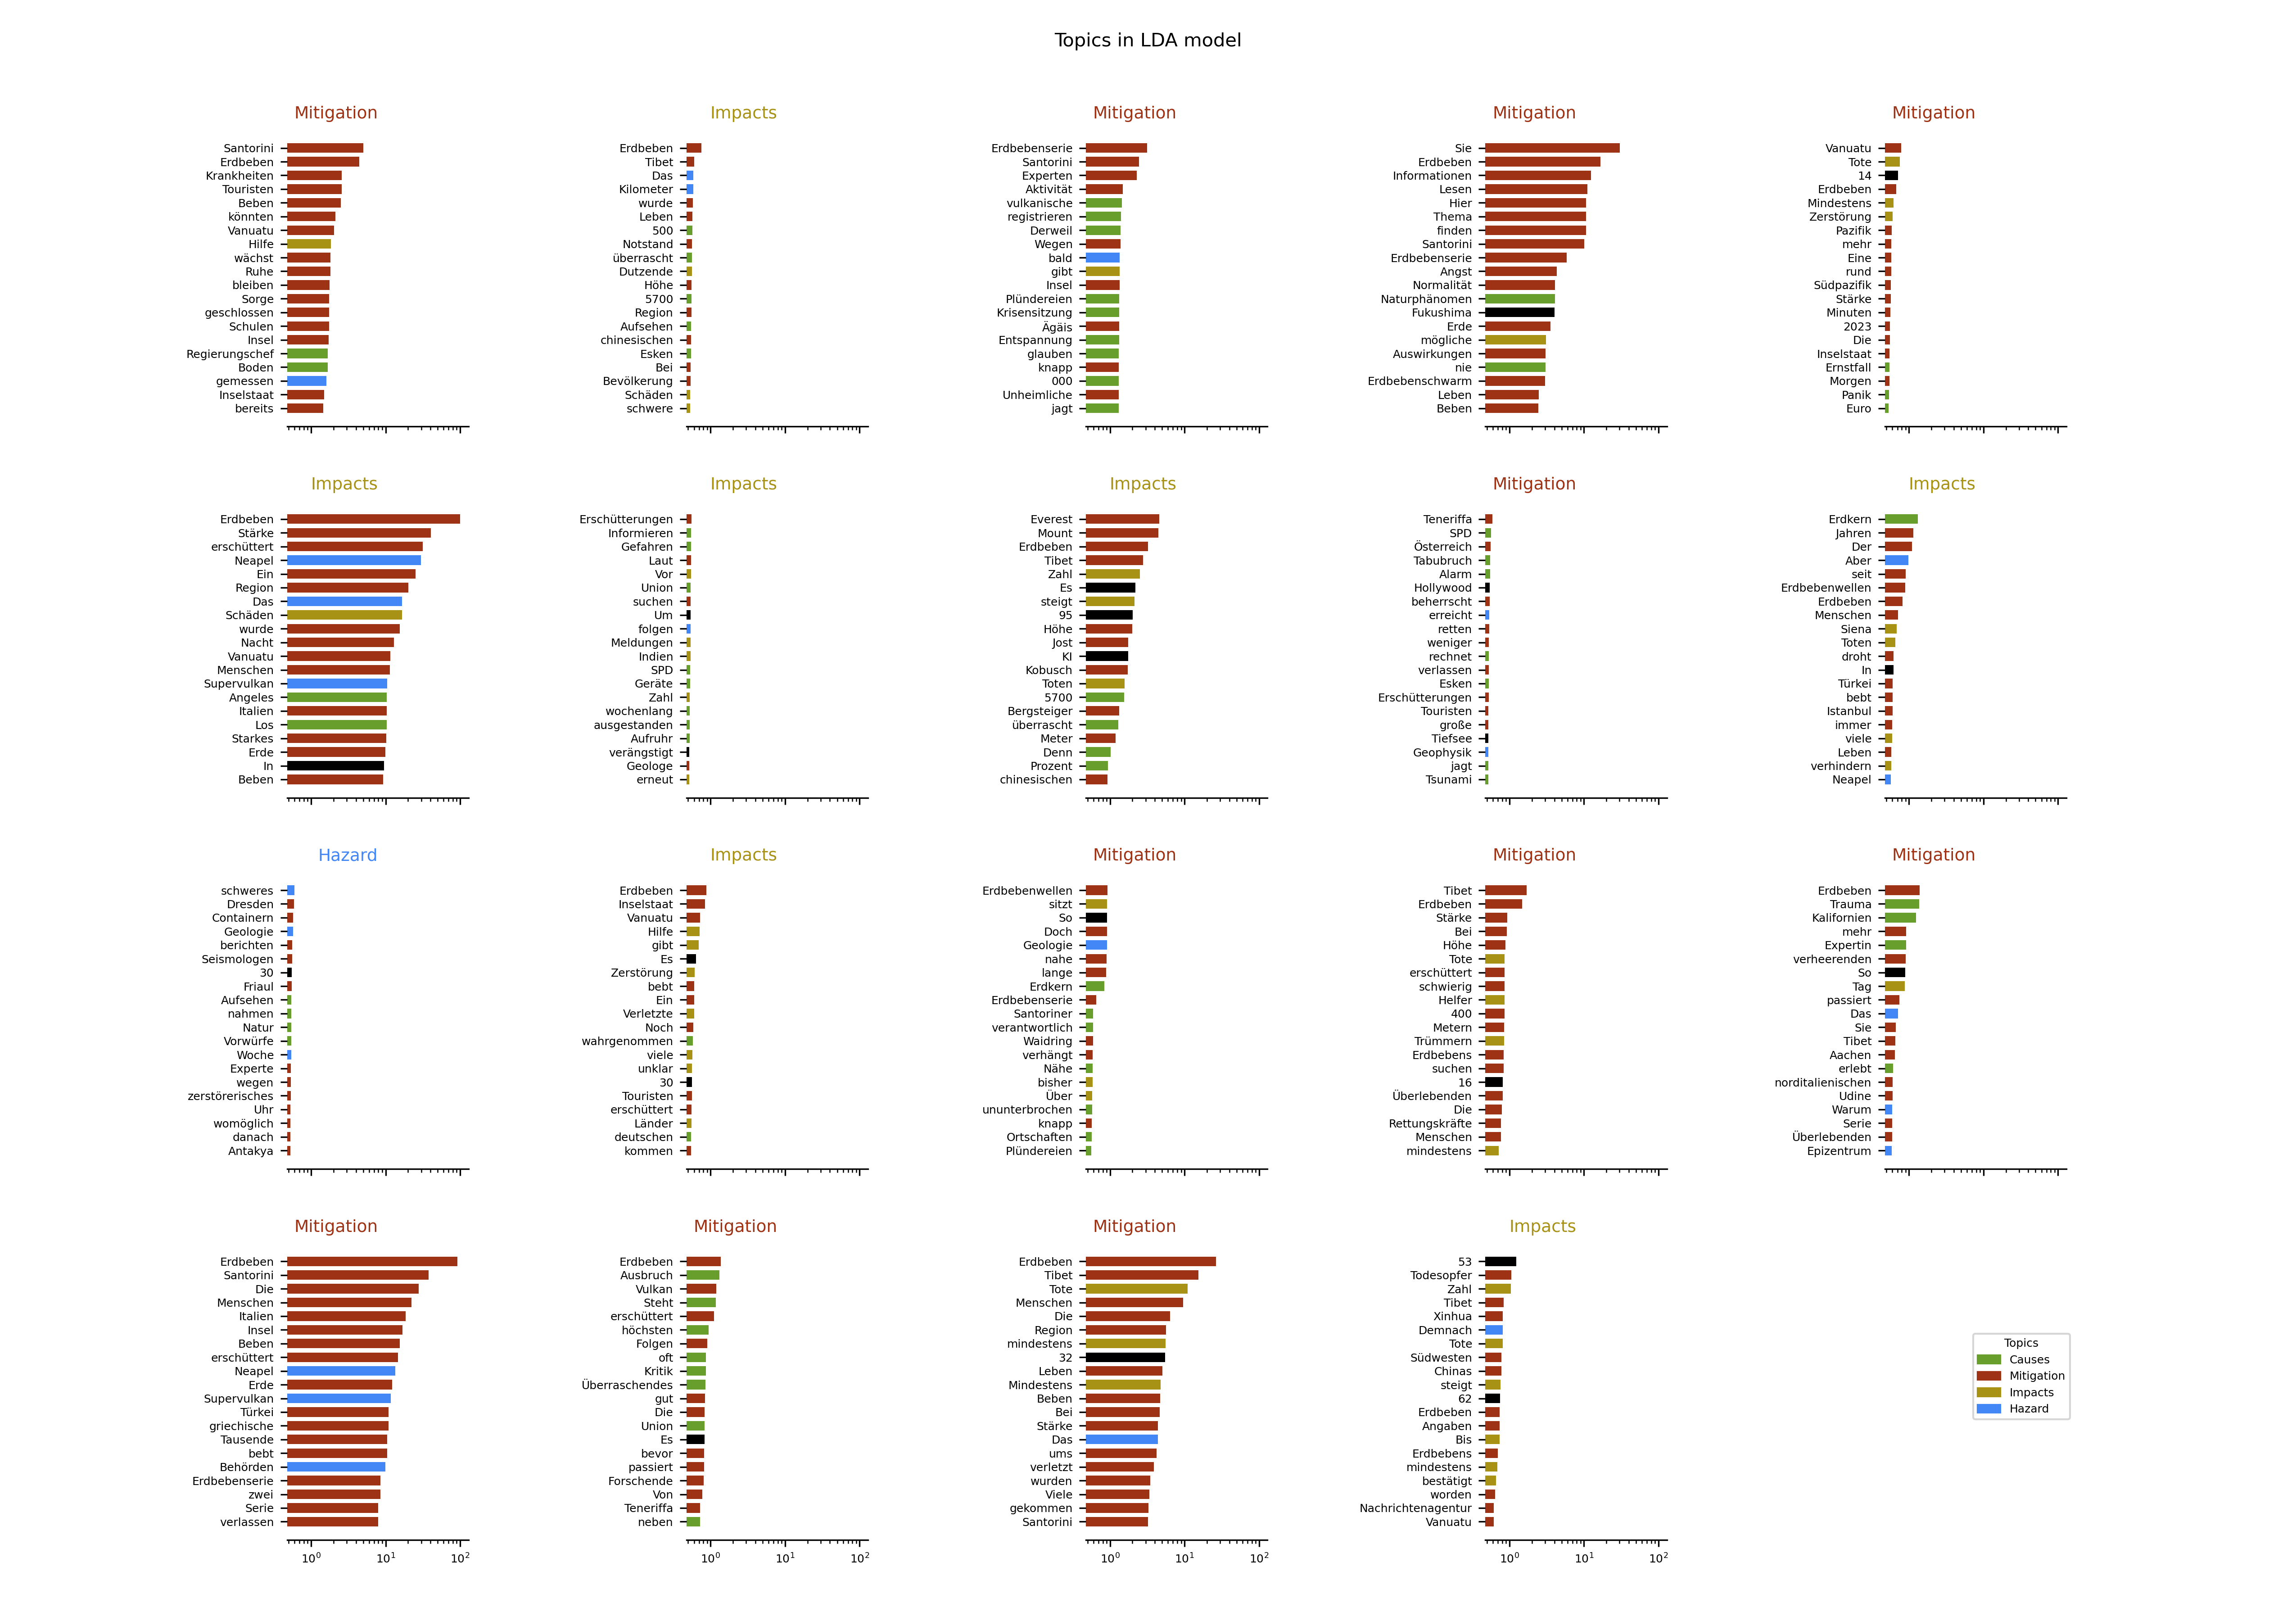 Topics in LDA model
Mitigation
Santorini
Erdbeben
Krankheiten
Touristen
Beben
könnten
Vanuatu
Hilfe
wächst
Ruhe
bleiben
Sorge
geschlossen
Schulen
Insel
Regierungschef
Boden
gemessen
Inselstaat
bereits
Impacts
Erdbeben
Tibet
Das
Kilometer
wurde
Leben
500
Notstand
überrascht
Dutzende
Höhe
5700
Region
Aufsehen
chinesischen
Esken
Bei
Bevölkerung
Schäden
schwere
Mitigation
Erdbebenserie
Santorini
Experten
Aktivität
vulkanische
registrieren
Derweil
Wegen
bald
gibt
Insel
Plündereien
Krisensitzung
Ägäis
Entspannung
glauben
knapp
000
Unheimliche
jagt
Mitigation
Sie
Erdbeben
Informationen
Lesen
Hier
Thema
finden
Santorini
Erdbebenserie
Angst
Normalität
Naturphänomen
Fukushima
Erde
mögliche
Auswirkungen
nie
Erdbebenschwarm
Leben
Beben
Mitigation
Vanuatu
Tote
14
Erdbeben
Mindestens
Zerstörung
Pazifik
mehr
Eine
rund
Südpazifik
Stärke
Minuten
2023
Die
Inselstaat
Ernstfall
Morgen
Panik
Euro
Impacts
Erdbeben
Stärke
erschüttert
Neapel
Ein
Region
Das
Schäden
wurde
Nacht
Vanuatu
Menschen
Supervulkan
Angeles
Italien
Los
Starkes
Erde
In
Beben
Impacts
Erschütterungen
Informieren
Gefahren
Laut
Vor
Union
suchen
Um
folgen
Meldungen
Indien
SPD
Geräte
Zahl
wochenlang
ausgestanden
Aufruhr
verängstigt
Geologe
erneut
Impacts
Everest
Mount
Erdbeben
Tibet
Zahl
Es
steigt
95
Höhe
Jost
KI
Kobusch
Toten
5700
Bergsteiger
überrascht
Meter
Denn
Prozent
chinesischen
Mitigation
Teneriffa
SPD
Österreich
Tabubruch
Alarm
Hollywood
beherrscht
erreicht
retten
weniger
rechnet
verlassen
Esken
Erschütterungen
Touristen
große
Tiefsee
Geophysik
jagt
Tsunami
Impacts
Erdkern
Jahren
Der
Aber
seit
Erdbebenwellen
Erdbeben
Menschen
Siena
Toten
droht
In
Türkei
bebt
Istanbul
immer
viele
Leben
verhindern
Neapel
Hazard
schweres
Dresden
Containern
Geologie
berichten
Seismologen
30
Friaul
Aufsehen
nahmen
Natur
Vorwürfe
Woche
Experte
wegen
zerstörerisches
Uhr
womöglich
danach
Antakya
Impacts
Erdbeben
Inselstaat
Vanuatu
Hilfe
gibt
Es
Zerstörung
bebt
Ein
Verletzte
Noch
wahrgenommen
viele
unklar
30
Touristen
erschüttert
Länder
deutschen
kommen
Mitigation
Erdbebenwellen
sitzt
So
Doch
Geologie
nahe
lange
Erdkern
Erdbebenserie
Santoriner
verantwortlich
Waidring
verhängt
Nähe
bisher
Über
ununterbrochen
knapp
Ortschaften
Plündereien
Mitigation
Tibet
Erdbeben
Stärke
Bei
Höhe
Tote
erschüttert
schwierig
Helfer
400
Metern
Trümmern
Erdbebens
suchen
16
Überlebenden
Die
Rettungskräfte
Menschen
mindestens
Mitigation
Erdbeben
Trauma
Kalifornien
mehr
Expertin
verheerenden
So
Tag
passiert
Das
Sie
Tibet
Aachen
erlebt
norditalienischen
Udine
Warum
Serie
Überlebenden
Epizentrum
Mitigation
Erdbeben
Santorini
Die
Menschen
Italien
Insel
Beben
erschüttert
Neapel
Erde
Supervulkan
Türkei
griechische
Tausende
bebt
Behörden
Erdbebenserie
zwei
Serie
verlassen
10⁰ 10¹ 10²
Mitigation
Erdbeben
Ausbruch
Vulkan
Steht
erschüttert
höchsten
Folgen
oft
Kritik
Überraschendes
gut
Die
Union
Es
bevor
passiert
Forschende
Von
Teneriffa
neben
10⁰ 10¹ 10²
Mitigation
Erdbeben
Tibet
Tote
Menschen
Die
Region
mindestens
32
Leben
Mindestens
Beben
Bei
Stärke
Das
ums
verletzt
wurden
Viele
gekommen
Santorini
10⁰ 10¹ 10²
Impacts
53
Todesopfer
Zahl
Tibet
Xinhua
Demnach
Tote
Südwesten
Chinas
steigt
62
Erdbeben
Angaben
Bis
Erdbebens
mindestens
bestätigt
worden
Nachrichtenagentur
Vanuatu
10⁰ 10¹ 10²
Topics
Causes
Mitigation
Impacts
Hazard